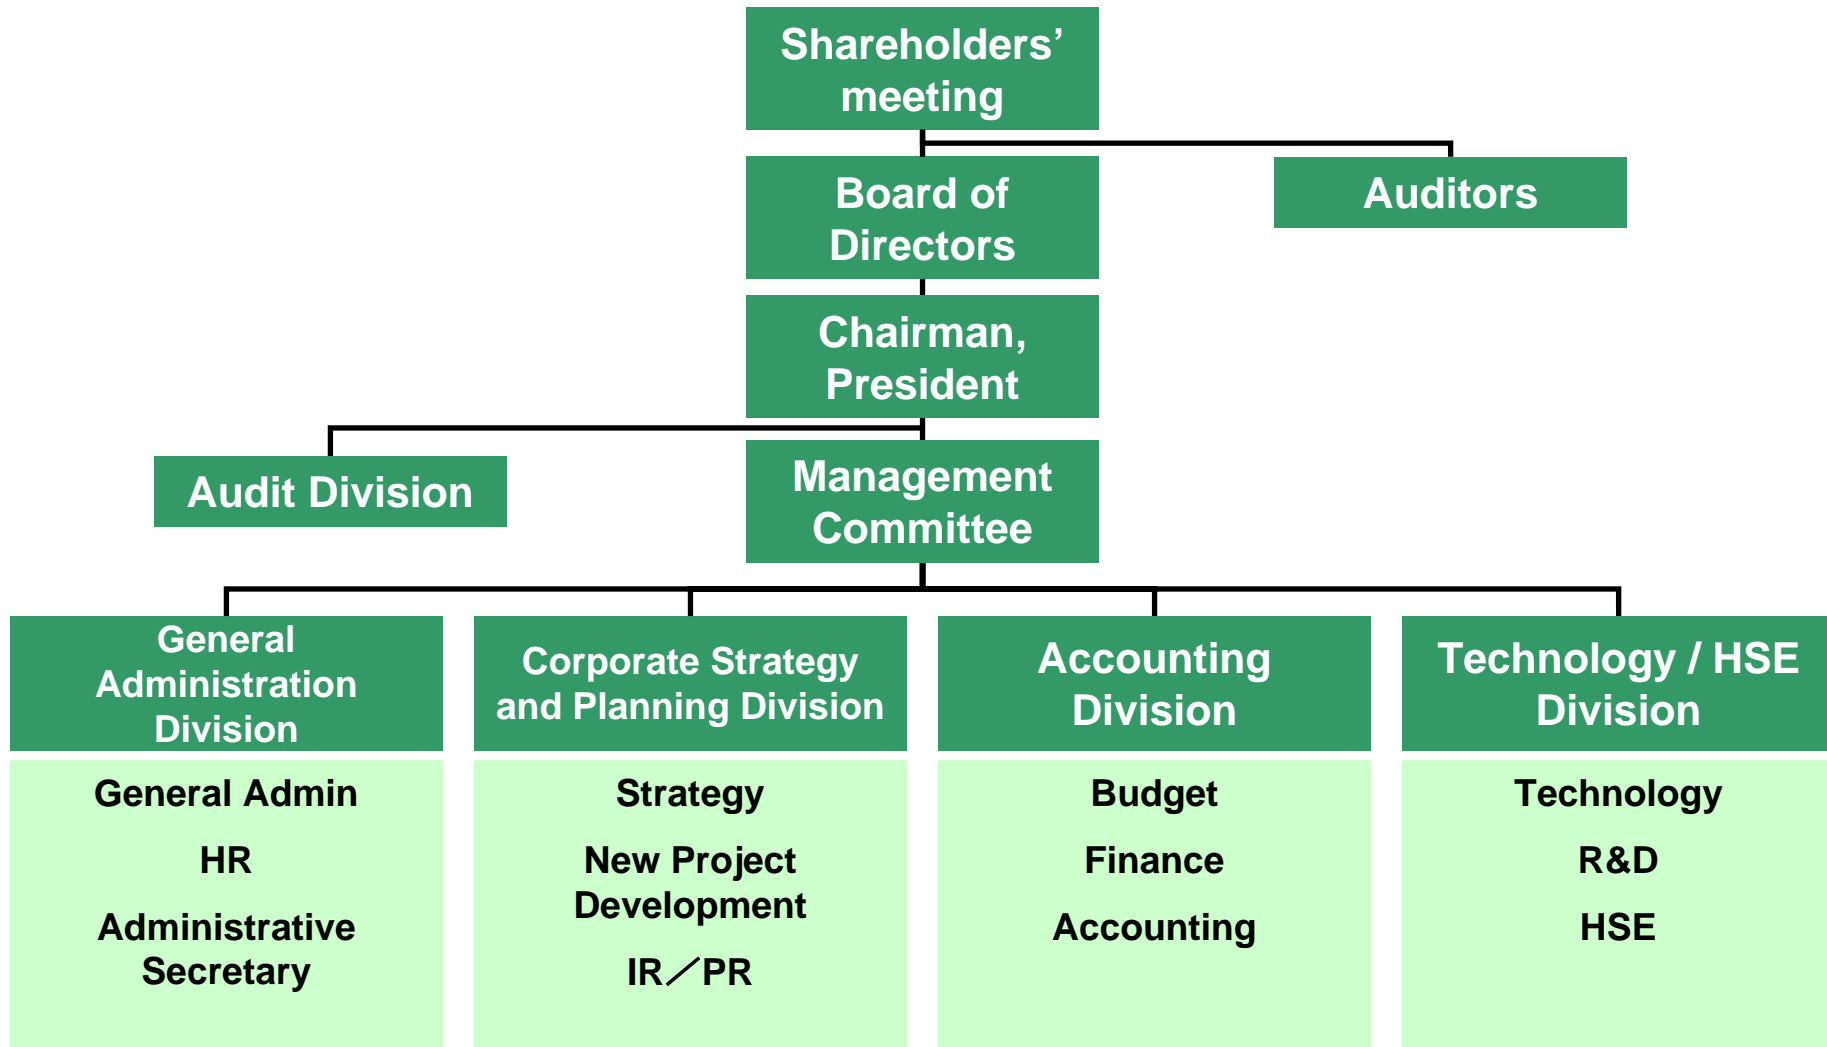 Shareholders’
meeting
Board of
Directors
Auditors
Chairman,
President
Audit Division
Management
Committee
General
Administration
Division
Corporate Strategy
and Planning Division
Accounting
Division
Technology / HSE
Division
General Admin
HR
Administrative
Secretary
Strategy
New Project
Development
IR／PR
Budget
Finance
Accounting
Technology
R&D
HSE